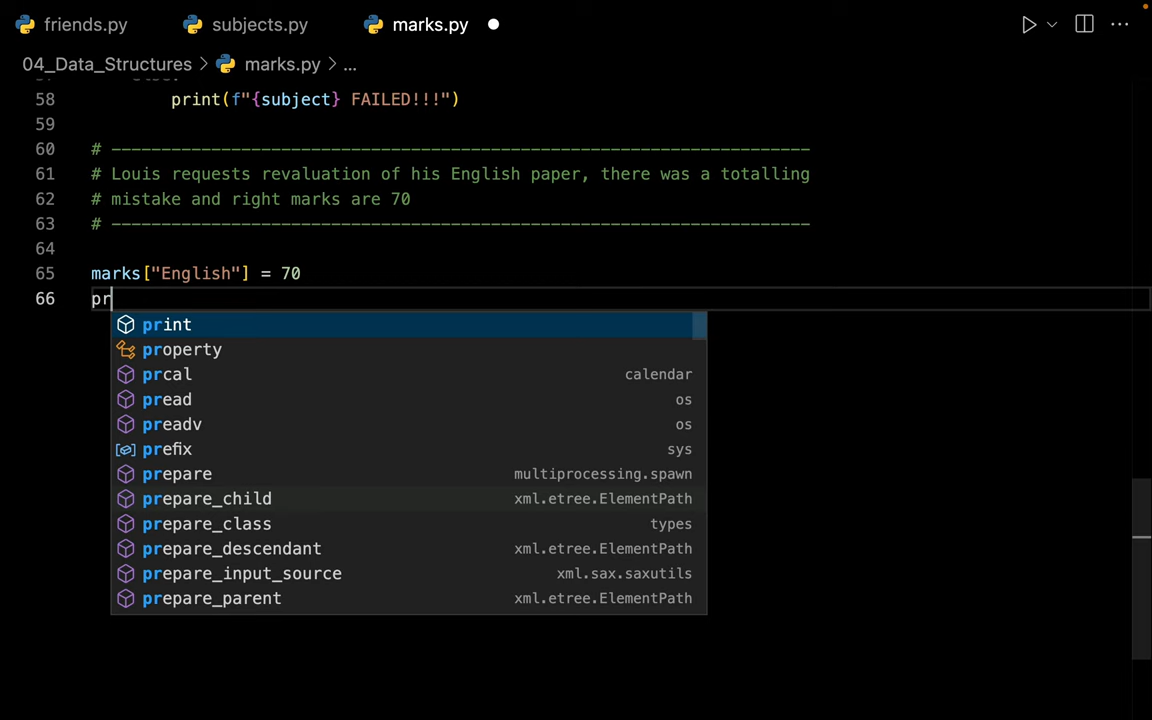 friends.py subjects.py marks.py
04_Data_Structures > marks.py > ...
58 print(f"{subject} FAILED!!!")
59
60 # ----------------------------------------------------------------------
61 # Louis requests revaluation of his English paper, there was a totalling
62 # mistake and right marks are 70
63 # ----------------------------------------------------------------------
64
65 marks["English"] = 70
66 pr
print
property
prcal calendar
pread os
preadv os
prefix sys
prepare multiprocessing.spawn
prepare_child xml.etree.ElementPath
prepare_class types
prepare_descendant xml.etree.ElementPath
prepare_input_source xml.sax.saxutils
prepare_parent xml.etree.ElementPath